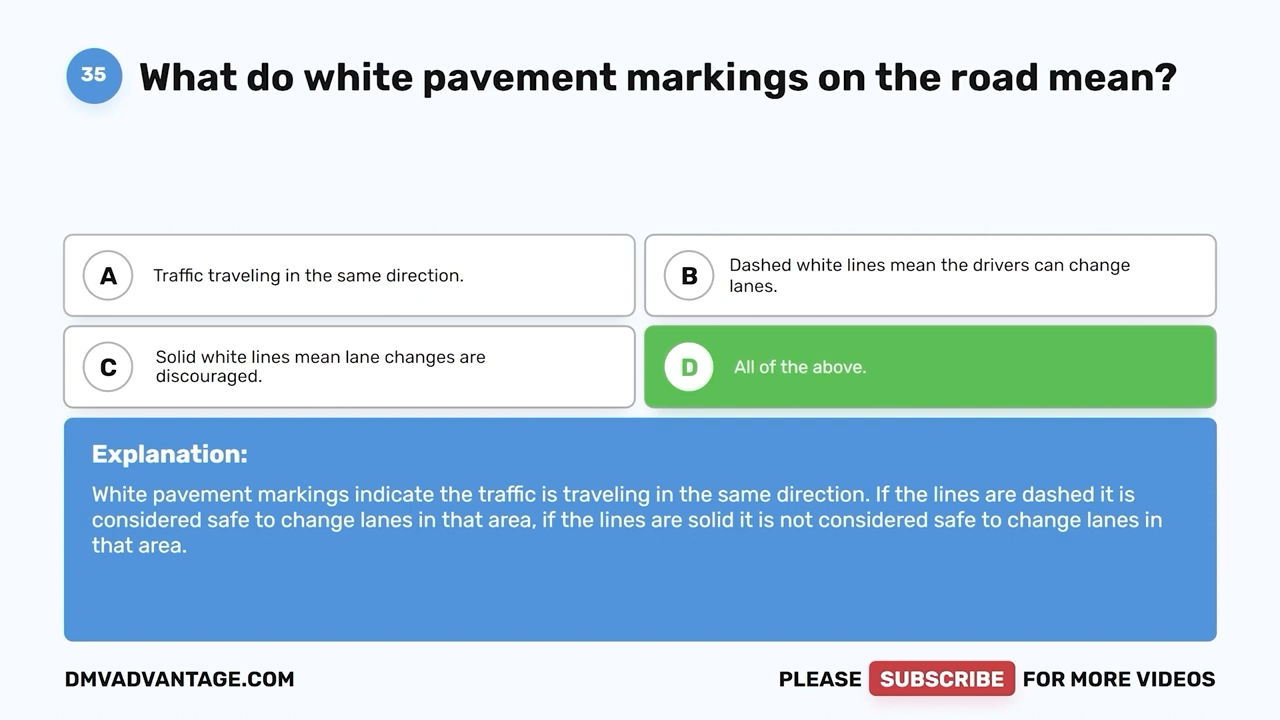 35
What do white pavement markings on the road mean?
A
Traffic traveling in the same direction.
B
Dashed white lines mean the drivers can change
lanes.
C
Solid white lines mean lane changes are
discouraged.
D
All of the above.
Explanation:
White pavement markings indicate the traffic is traveling in the same direction. If the lines are dashed it is
considered safe to change lanes in that area, if the lines are solid it is not considered safe to change lanes in
that area.
DMVADVANTAGE.COM
PLEASE SUBSCRIBE FOR MORE VIDEOS